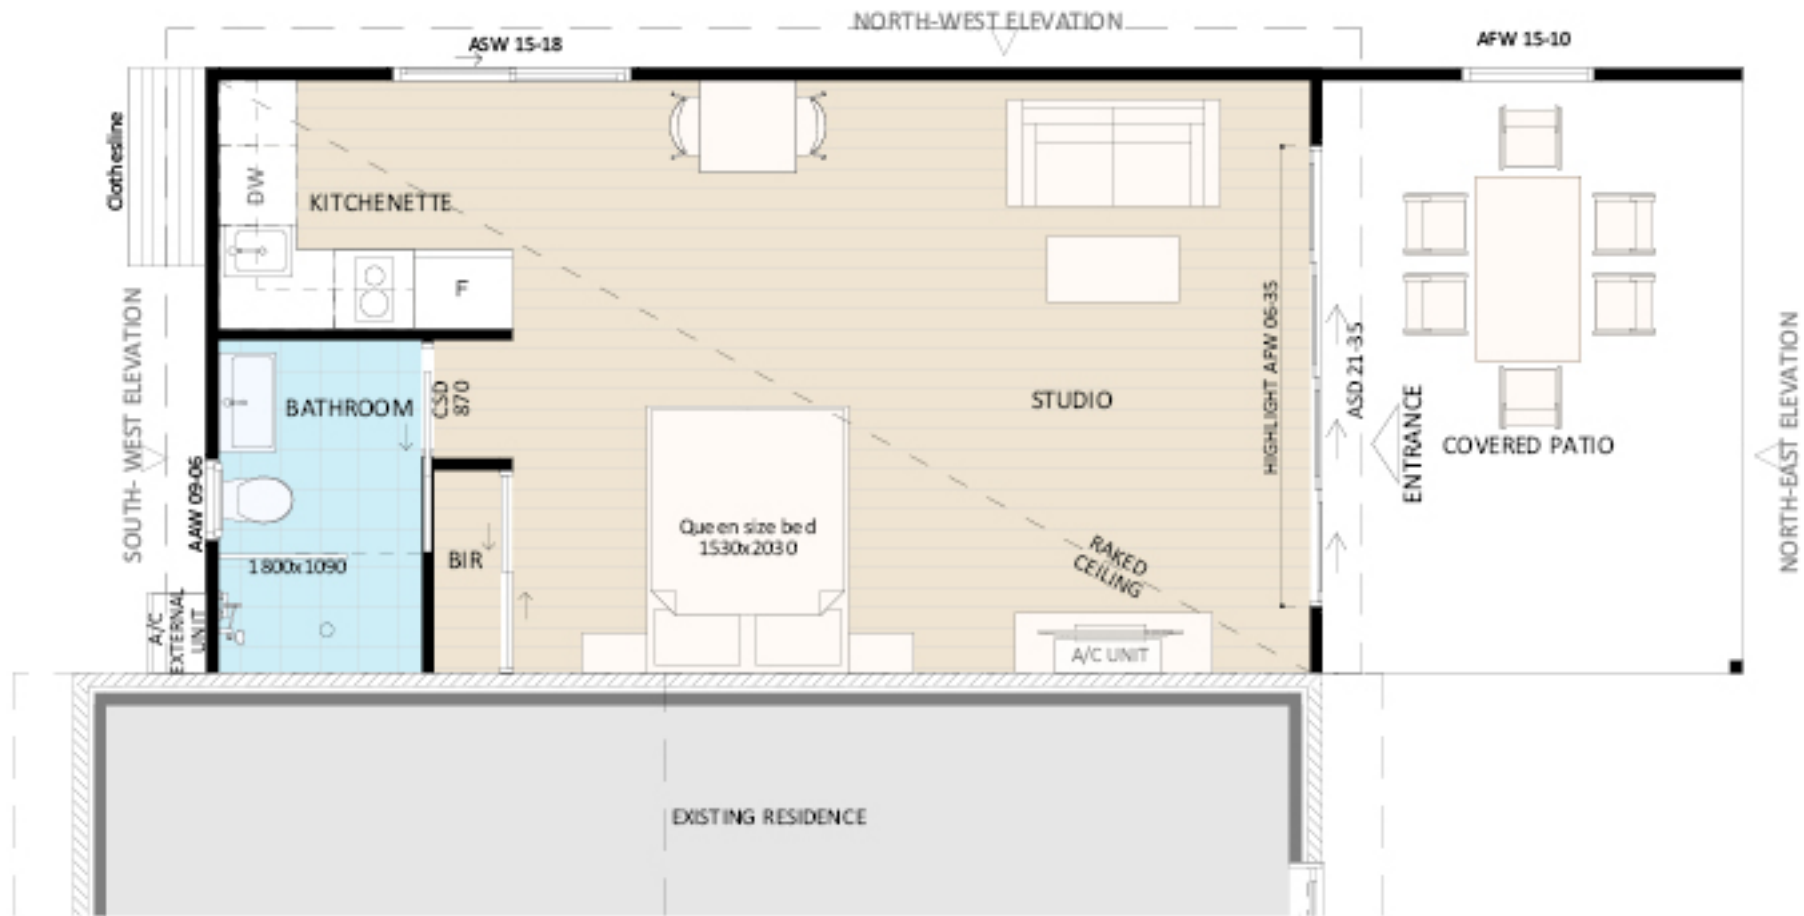 NORTH-WEST ELEVATION
ASW 15-18
AFW 15-10
Clothesline
DW
KITCHENETTE
F
SOUTH- WEST ELEVATION
BATHROOM
CSD
870
STUDIO
HIGHLIGHT AFW 06-35
ASD 21-35
ENTRANCE
COVERED PATIO
NORTH-EAST ELEVATION
AAW 09-06
Queen size bed
1530x2030
BIR
1800x1090
RAKED
CEILING
A/C
EXTERNAL
UNIT
A/C UNIT
EXISTING RESIDENCE